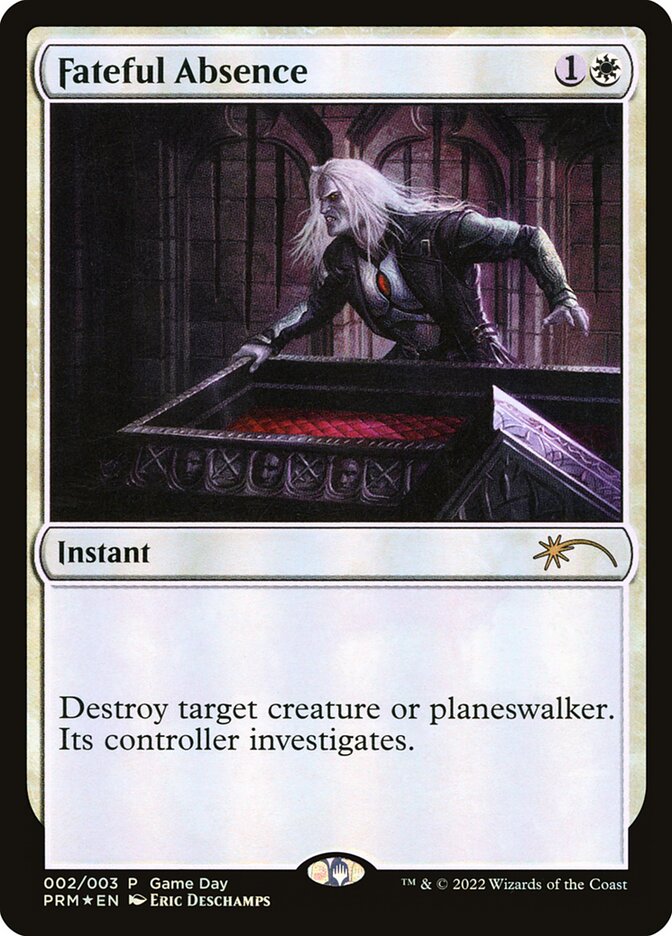 Fateful Absence 1
Instant
Destroy target creature or planeswalker.
Its controller investigates.
002/003 P Game Day
PRM★EN Eric Deschamps
™ & © 2022 Wizards of the Coast